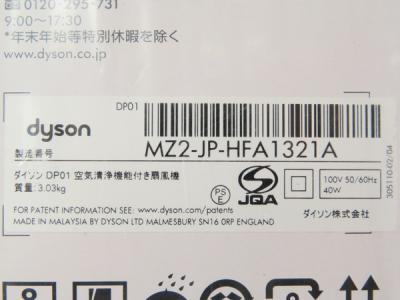 0120-295-731
9:00~17:30
*年末年始等特別休暇を除く
www.dyson.co.jp
DP01
dyson
製造番号
MZ2-JP-HFA1321A
ダイソン DP01 空気清浄機能付き扇風機
質量：3.03kg
PS E
JQA
100V 50/60Hz
40W
FOR PATENT INFORMATION SEE: www.dyson/patents
MADE IN MALAYSIA BY DYSON LTD MALMESBURY SN16 0RP ENGLAND
ダイソン株式会社
305110-02/04